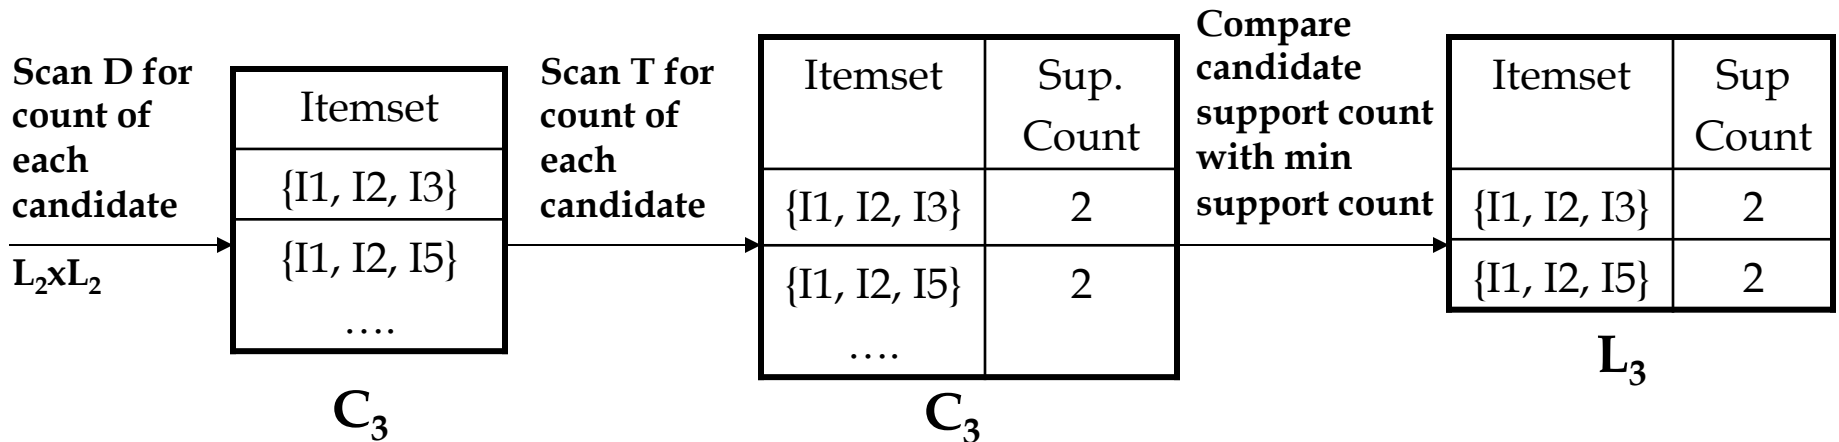 Scan D for
count of
each
candidate
L₂xL₂
Itemset
{I1, I2, I3}
{I1, I2, I5}
….
C₃
Scan T for
count of
each
candidate
Itemset
Sup.
Count
{I1, I2, I3}
2
{I1, I2, I5}
2
….
C₃
Compare
candidate
support count
with min
support count
Itemset
Sup
Count
{I1, I2, I3}
2
{I1, I2, I5}
2
L₃